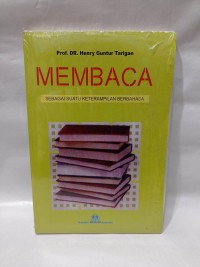 Prof. DR. Henry Guntur Tarigan
MEMBACA
SEBAGAI SUATU KETERAMPILAN BERBAHASA